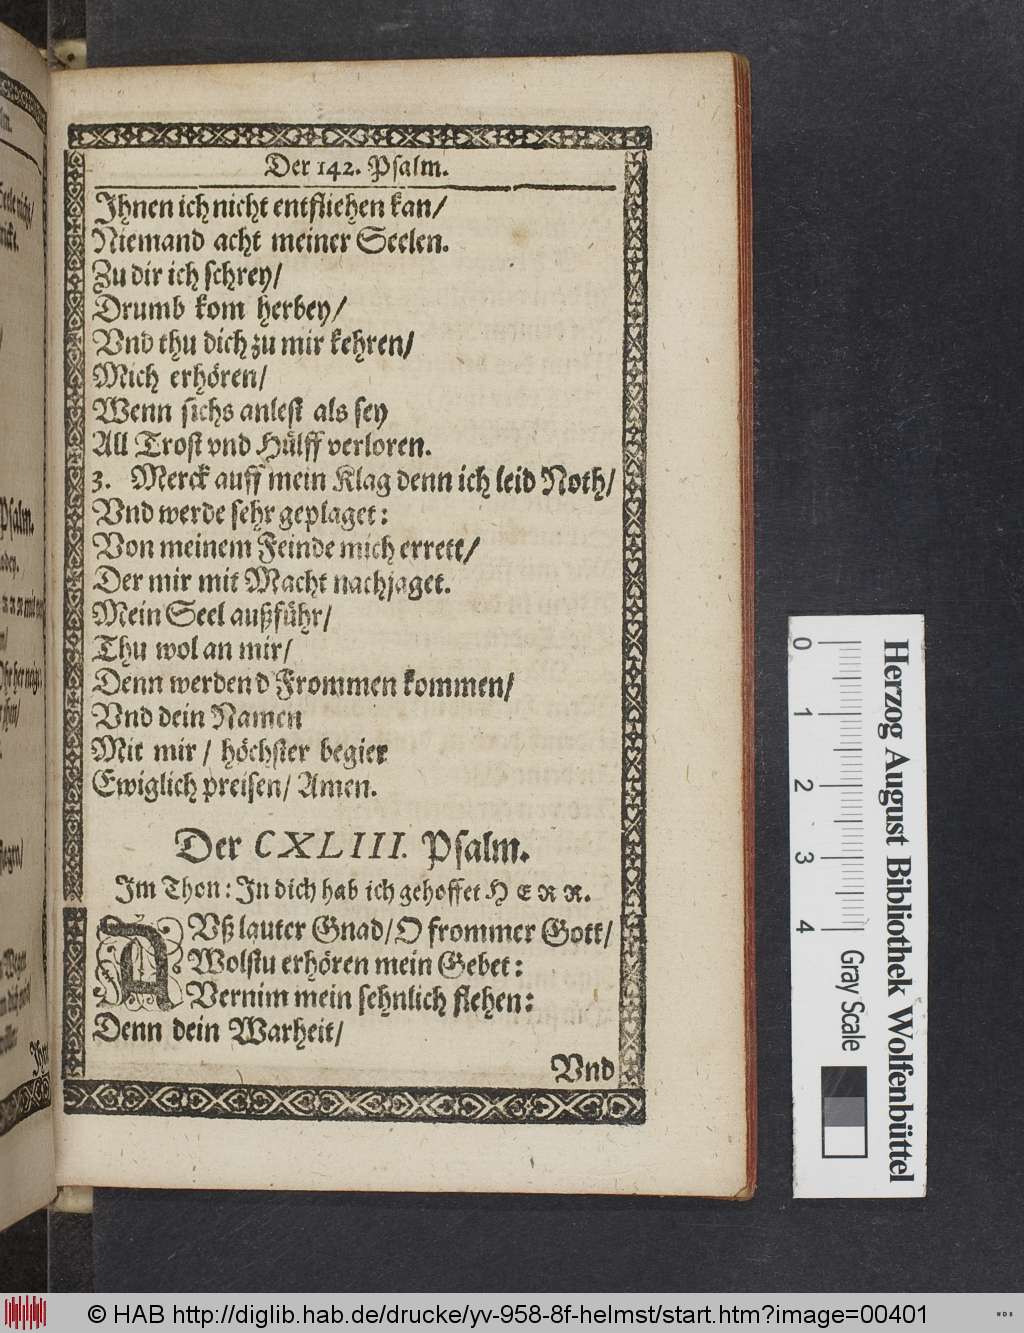 Der 142. Psalm.
Ihnen ich nicht entfliehen kan/
Niemand acht meiner Seelen.
Zu dir ich schrey/
Drumb kom herbey/
Vnd thu dich zu mir kehren/
Mich erhören/
Wenn sichs anlest als sey
All Trost vnd Hülff verloren.
3. Merck auff mein Klag denn ich leid Noth/
Vnd werde sehr geplaget:
Von meinem Feinde mich errett/
Der mir mit Macht nachjaget.
Mein Seel außführ/
Thu wol an mir/
Denn werden d Frommen kommen/
Vnd dein Namen
Mit mir / höchster begier
Ewiglich preisen/ Amen.
Der CXLIII. Psalm.
Im Thon: In dich hab ich gehoffet HERR.
AVß lauter Gnad/ O frommer Gott/
Wolstu erhören mein Gebet:
Vernim mein sehnlich flehen:
Denn dein Warheit/
Vnd
Herzog August Bibliothek Wolfenbüttel
0 1 2 3 4
Gray Scale
© HAB http://diglib.hab.de/drucke/yv-958-8f-helmst/start.htm?image=00401